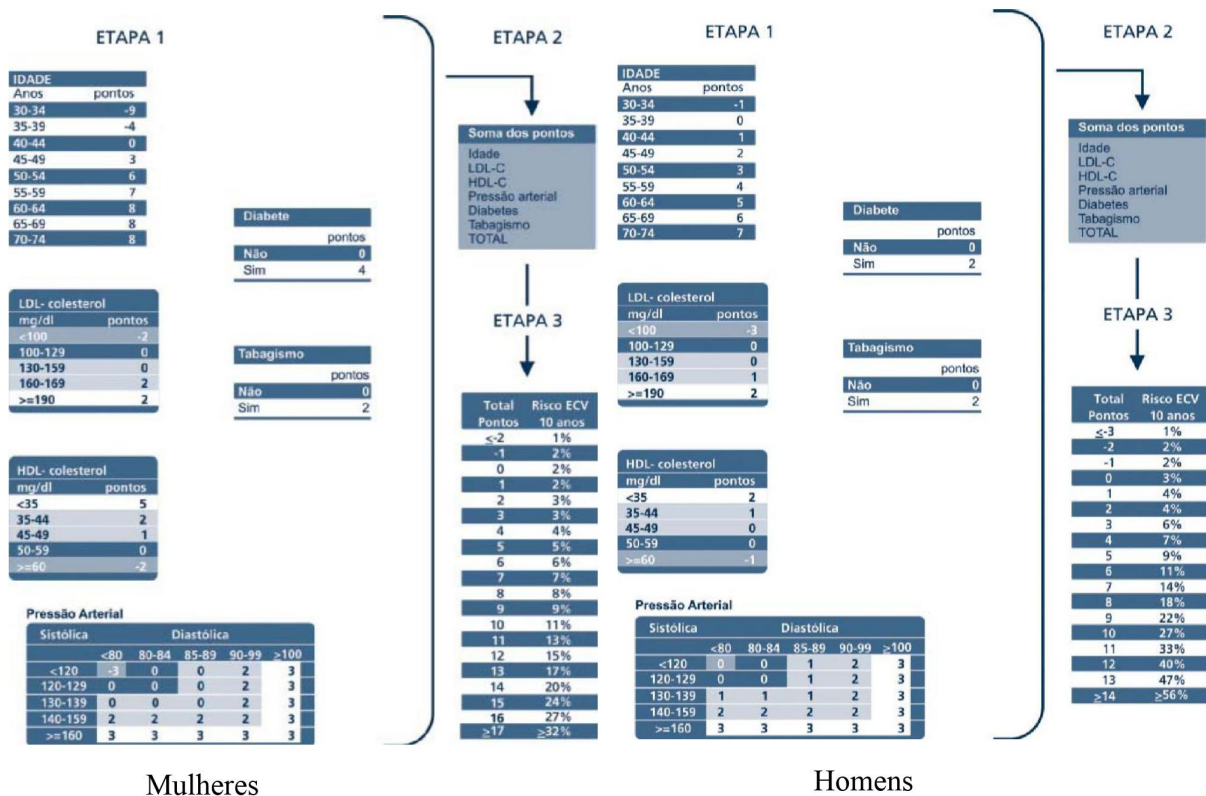 ETAPA 1
IDADE
Anos pontos
30-34 -9
35-39 -4
40-44 0
45-49 3
50-54 6
55-59 7
60-64 8
65-69 8
70-74 8
LDL- colesterol
mg/dl pontos
<100 -2
100-129 0
130-159 0
160-169 2
>=190 2
HDL- colesterol
mg/dl pontos
<35 5
35-44 2
45-49 1
50-59 0
>=60 -2
Diabete
pontos
Não 0
Sim 4
Tabagismo
pontos
Não 0
Sim 2
Pressão Arterial
Sistólica Diastólica
<80 80-84 85-89 90-99 ≥100
<120 -3 0 0 2 3
120-129 0 0 0 2 3
130-139 0 0 0 2 3
140-159 2 2 2 2 3
>=160 3 3 3 3 3
ETAPA 2
Soma dos pontos
Idade
LDL-C
HDL-C
Pressão arterial
Diabetes
Tabagismo
TOTAL
ETAPA 3
Total Risco ECV
Pontos 10 anos
≤-2 1%
-1 2%
0 2%
1 2%
2 3%
3 3%
4 4%
5 5%
6 6%
7 7%
8 8%
9 9%
10 11%
11 13%
12 15%
13 17%
14 20%
15 24%
16 27%
≥17 ≥32%
Mulheres
ETAPA 1
IDADE
Anos pontos
30-34 -1
35-39 0
40-44 1
45-49 2
50-54 3
55-59 4
60-64 5
65-69 6
70-74 7
LDL- colesterol
mg/dl pontos
<100 -3
100-129 0
130-159 0
160-169 1
>=190 2
HDL- colesterol
mg/dl pontos
<35 2
35-44 1
45-49 0
50-59 0
>=60 -1
Diabete
pontos
Não 0
Sim 2
Tabagismo
pontos
Não 0
Sim 2
Pressão Arterial
Sistólica Diastólica
<80 80-84 85-89 90-99 ≥100
<120 0 0 1 2 3
120-129 0 0 1 2 3
130-139 1 1 1 2 3
140-159 2 2 2 2 3
>=160 3 3 3 3 3
ETAPA 2
Soma dos pontos
Idade
LDL-C
HDL-C
Pressão arterial
Diabetes
Tabagismo
TOTAL
ETAPA 3
Total Risco ECV
Pontos 10 anos
≤-3 1%
-2 2%
-1 2%
0 3%
1 4%
2 4%
3 6%
4 7%
5 9%
6 11%
7 14%
8 18%
9 22%
10 27%
11 33%
12 40%
13 47%
≥14 ≥56%
Homens